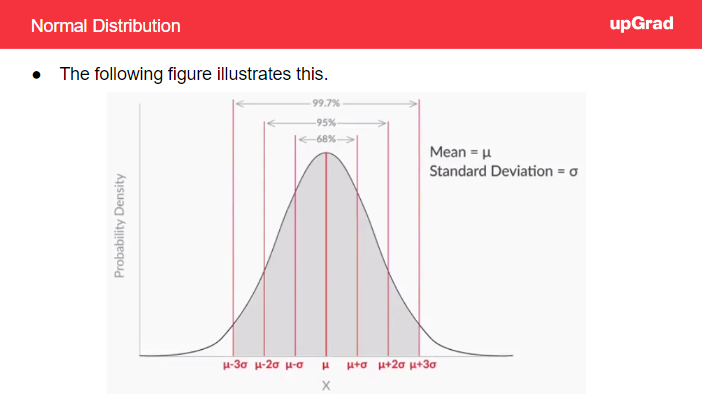 Normal Distribution
upGrad
● The following figure illustrates this.
99.7%
95%
68%
Mean = μ
Standard Deviation = σ
Probability Density
μ-3σ μ-2σ μ-σ μ μ+σ μ+2σ μ+3σ
X